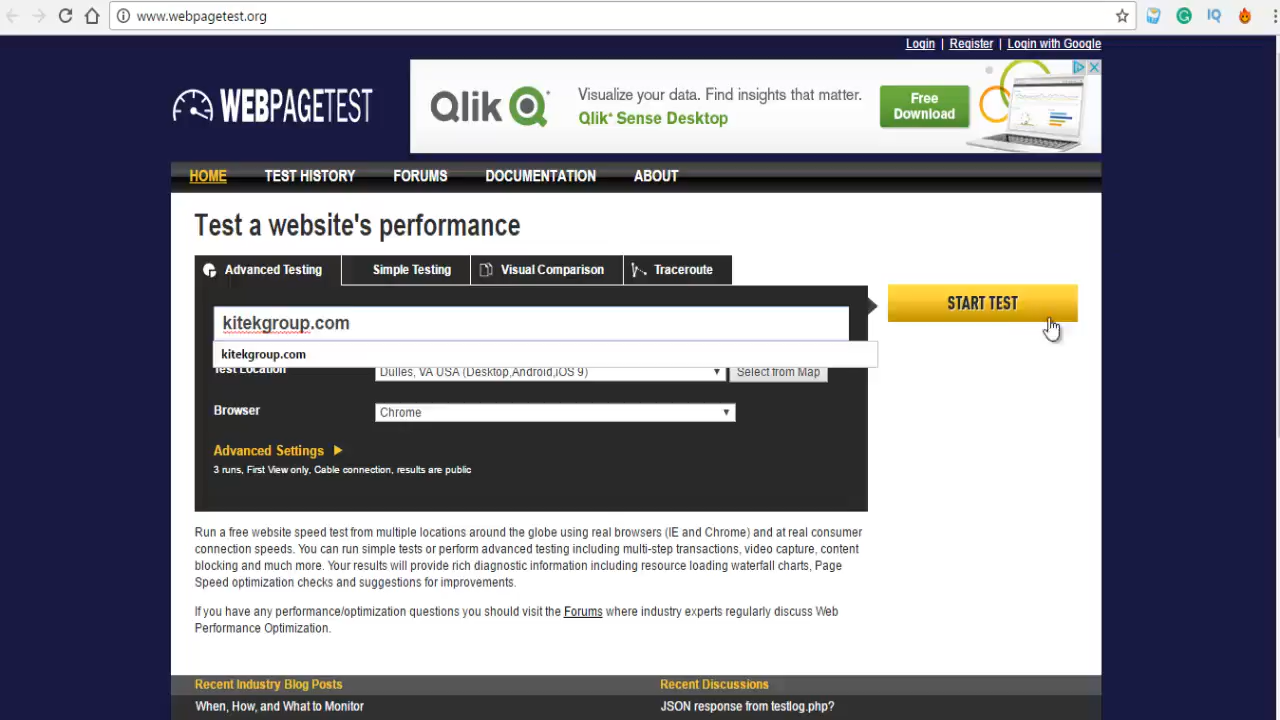 www.webpagetest.org
IQ
Login | Register | Login with Google
WEBPAGETEST
Qlik
Visualize your data. Find insights that matter.
Qlik Sense Desktop
Free
Download
HOME TEST HISTORY FORUMS DOCUMENTATION ABOUT
Test a website's performance
Advanced Testing Simple Testing Visual Comparison Traceroute
kitekgroup.com
START TEST
kitekgroup.com
Test Location Dulles, VA USA (Desktop,Android,iOS 9) Select from Map
Browser Chrome
Advanced Settings
3 runs, First View only, Cable connection, results are public
Run a free website speed test from multiple locations around the globe using real browsers (IE and Chrome) and at real consumer
connection speeds. You can run simple tests or perform advanced testing including multi-step transactions, video capture, content
blocking and much more. Your results will provide rich diagnostic information including resource loading waterfall charts, Page
Speed optimization checks and suggestions for improvements.
If you have any performance/optimization questions you should visit the Forums where industry experts regularly discuss Web
Performance Optimization.
Recent Industry Blog Posts Recent Discussions
When, How, and What to Monitor JSON response from testlog.php?